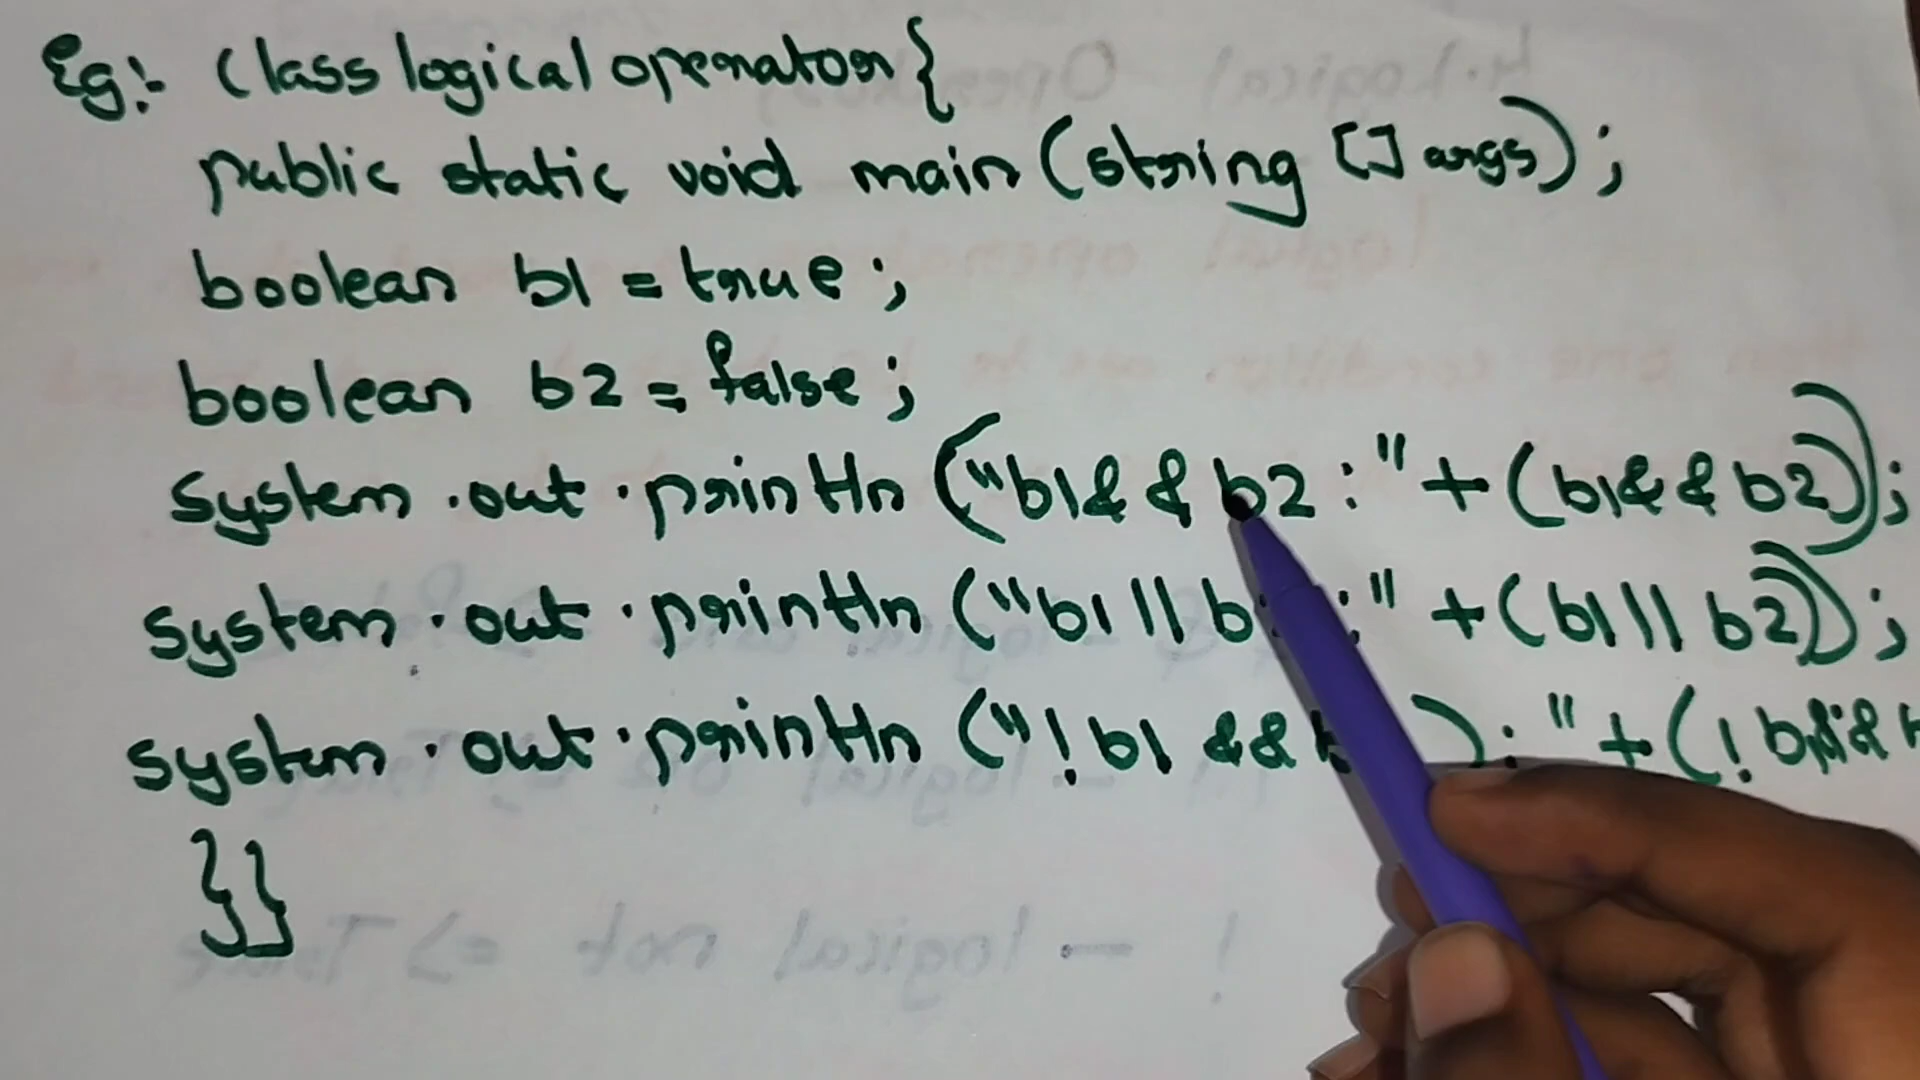 Eg:- Class logical operator{
public static void main (string [] args);
boolean b1 = true;
boolean b2 = false;
system.out.println ("b1&&b2:"+(b1&&b2));
system.out.println ("b1||b :"+(b1||b2));
system.out.println ("!b1&& ):"+(!b1&&
}}